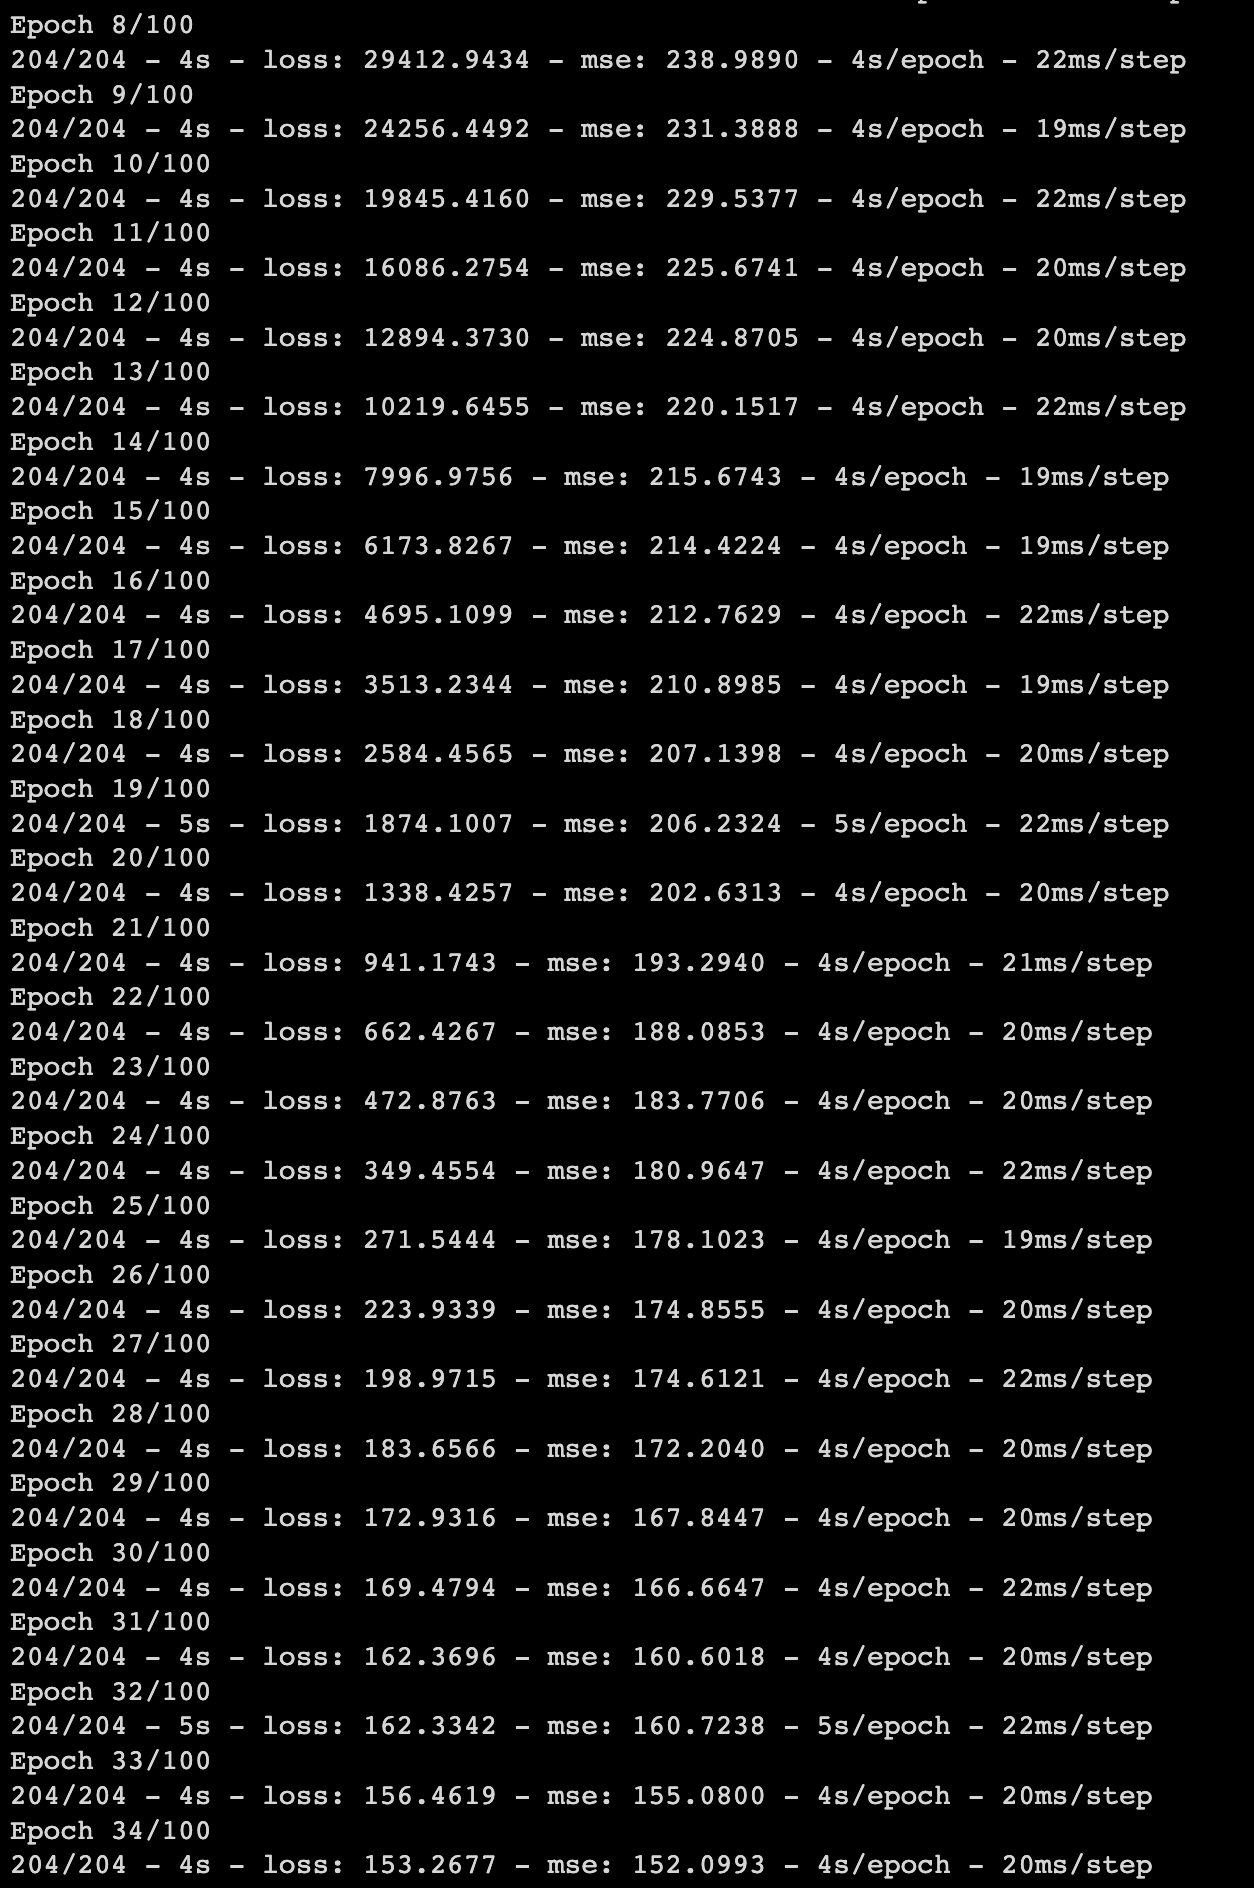 Epoch 8/100
204/204 - 4s - loss: 29412.9434 - mse: 238.9890 - 4s/epoch - 22ms/step
Epoch 9/100
204/204 - 4s - loss: 24256.4492 - mse: 231.3888 - 4s/epoch - 19ms/step
Epoch 10/100
204/204 - 4s - loss: 19845.4160 - mse: 229.5377 - 4s/epoch - 22ms/step
Epoch 11/100
204/204 - 4s - loss: 16086.2754 - mse: 225.6741 - 4s/epoch - 20ms/step
Epoch 12/100
204/204 - 4s - loss: 12894.3730 - mse: 224.8705 - 4s/epoch - 20ms/step
Epoch 13/100
204/204 - 4s - loss: 10219.6455 - mse: 220.1517 - 4s/epoch - 22ms/step
Epoch 14/100
204/204 - 4s - loss: 7996.9756 - mse: 215.6743 - 4s/epoch - 19ms/step
Epoch 15/100
204/204 - 4s - loss: 6173.8267 - mse: 214.4224 - 4s/epoch - 19ms/step
Epoch 16/100
204/204 - 4s - loss: 4695.1099 - mse: 212.7629 - 4s/epoch - 22ms/step
Epoch 17/100
204/204 - 4s - loss: 3513.2344 - mse: 210.8985 - 4s/epoch - 19ms/step
Epoch 18/100
204/204 - 4s - loss: 2584.4565 - mse: 207.1398 - 4s/epoch - 20ms/step
Epoch 19/100
204/204 - 5s - loss: 1874.1007 - mse: 206.2324 - 5s/epoch - 22ms/step
Epoch 20/100
204/204 - 4s - loss: 1338.4257 - mse: 202.6313 - 4s/epoch - 20ms/step
Epoch 21/100
204/204 - 4s - loss: 941.1743 - mse: 193.2940 - 4s/epoch - 21ms/step
Epoch 22/100
204/204 - 4s - loss: 662.4267 - mse: 188.0853 - 4s/epoch - 20ms/step
Epoch 23/100
204/204 - 4s - loss: 472.8763 - mse: 183.7706 - 4s/epoch - 20ms/step
Epoch 24/100
204/204 - 4s - loss: 349.4554 - mse: 180.9647 - 4s/epoch - 22ms/step
Epoch 25/100
204/204 - 4s - loss: 271.5444 - mse: 178.1023 - 4s/epoch - 19ms/step
Epoch 26/100
204/204 - 4s - loss: 223.9339 - mse: 174.8555 - 4s/epoch - 20ms/step
Epoch 27/100
204/204 - 4s - loss: 198.9715 - mse: 174.6121 - 4s/epoch - 22ms/step
Epoch 28/100
204/204 - 4s - loss: 183.6566 - mse: 172.2040 - 4s/epoch - 20ms/step
Epoch 29/100
204/204 - 4s - loss: 172.9316 - mse: 167.8447 - 4s/epoch - 20ms/step
Epoch 30/100
204/204 - 4s - loss: 169.4794 - mse: 166.6647 - 4s/epoch - 22ms/step
Epoch 31/100
204/204 - 4s - loss: 162.3696 - mse: 160.6018 - 4s/epoch - 20ms/step
Epoch 32/100
204/204 - 5s - loss: 162.3342 - mse: 160.7238 - 5s/epoch - 22ms/step
Epoch 33/100
204/204 - 4s - loss: 156.4619 - mse: 155.0800 - 4s/epoch - 20ms/step
Epoch 34/100
204/204 - 4s - loss: 153.2677 - mse: 152.0993 - 4s/epoch - 20ms/step